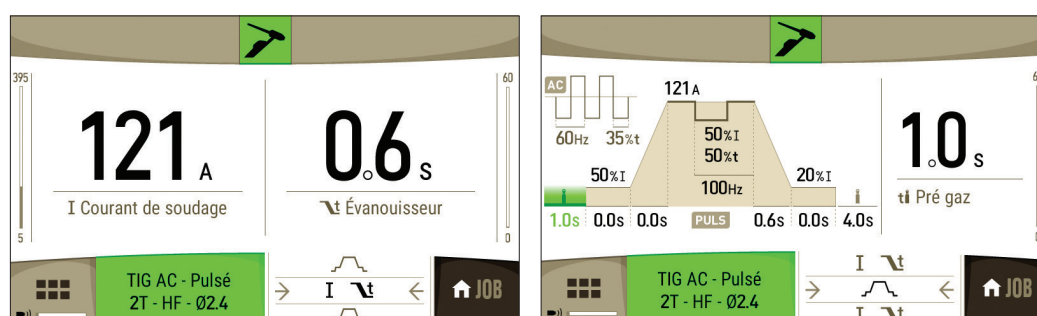 395
60
121 A
0.6 s
I Courant de soudage
t Évanouisseur
5
0
TIG AC - Pulsé
2T - HF - Ø2.4
I t
JOB
AC
121 A
60Hz 35%t
50%I
50%t
100Hz
50%I
20%I
1.0s 0.0s 0.0s PULS 0.6s 0.0s 4.0s
1.0 s
t Pré gaz
TIG AC - Pulsé
2T - HF - Ø2.4
I t
I t
JOB